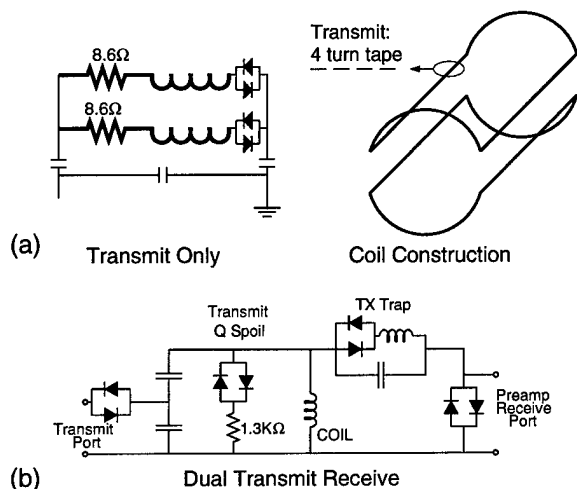 8.6Ω
8.6Ω
Transmit:
4 turn tape
(a)
Transmit Only
Coil Construction
Transmit
Q Spoil
TX Trap
Transmit
Port
1.3KΩ
COIL
Preamp
Receive
Port
(b)
Dual Transmit Receive